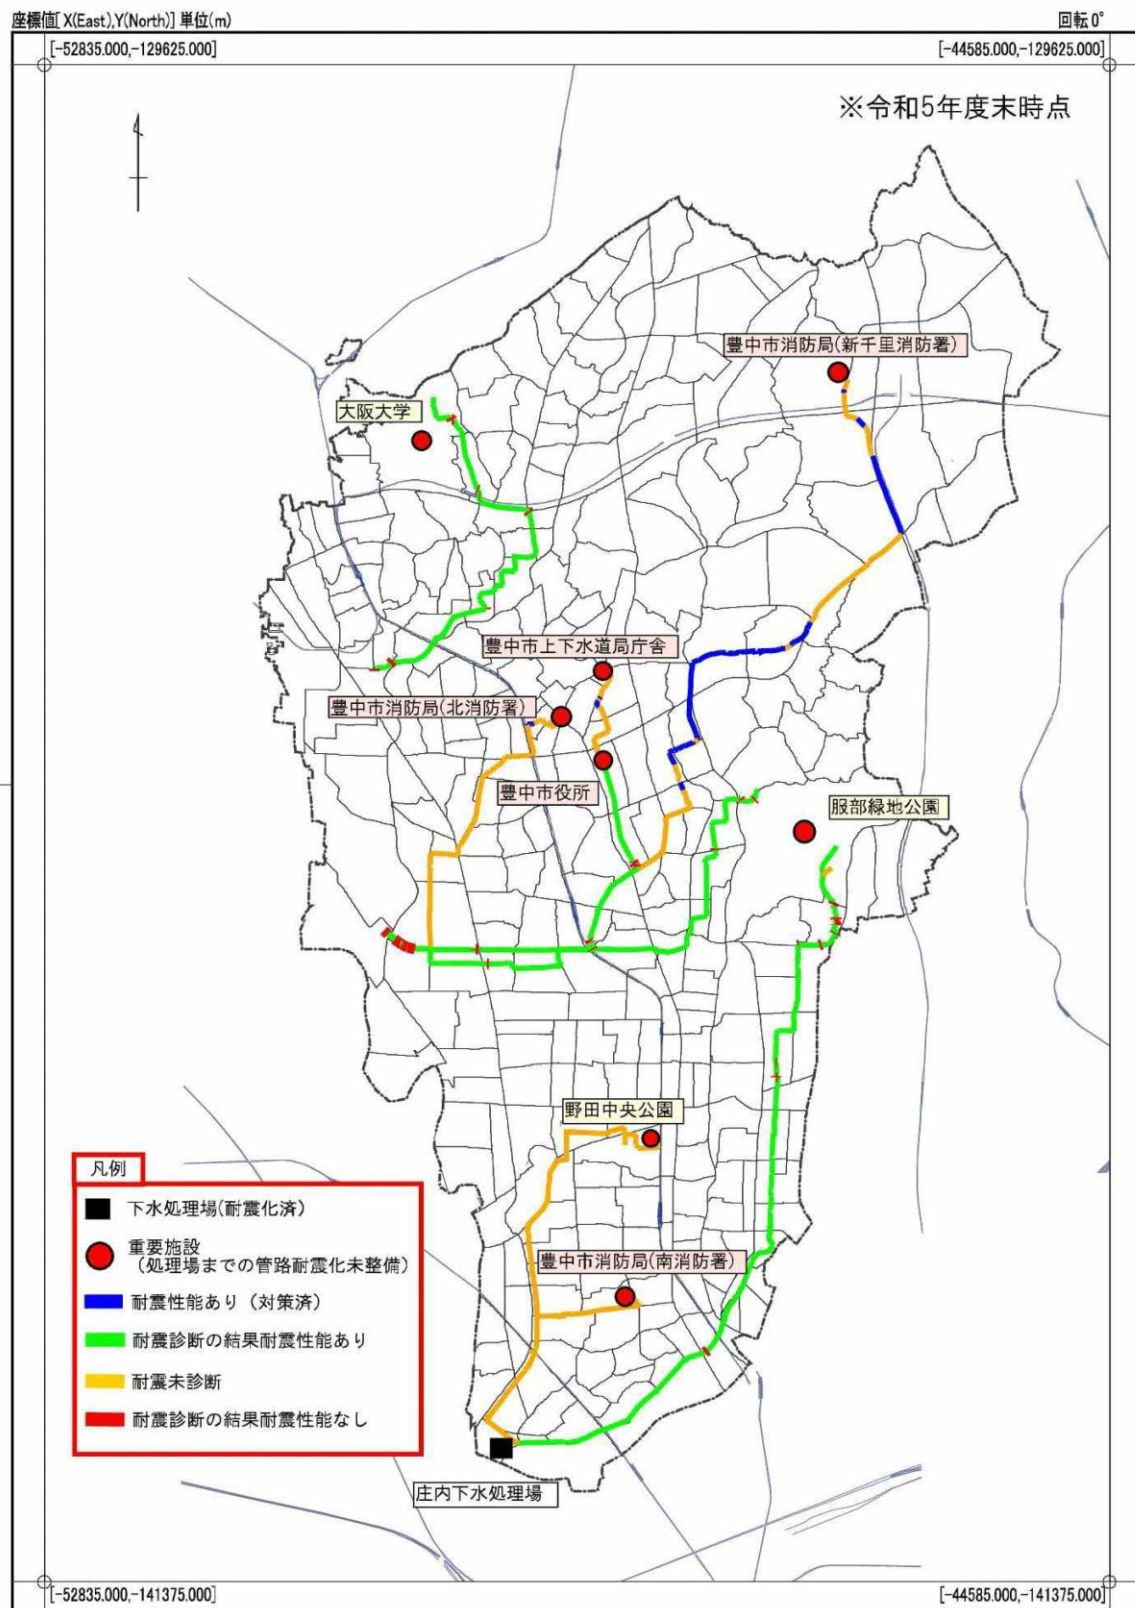 座標値[X(East),Y(North)] 単位(m)
回転0°
[-52835.000,-129625.000]
[-44585.000,-129625.000]
※令和5年度末時点
豊中市消防局(新千里消防署)
大阪大学
豊中市上下水道局庁舎
豊中市消防局(北消防署)
豊中市役所
服部緑地公園
野田中央公園
豊中市消防局(南消防署)
凡例
下水処理場(耐震化済)
重要施設
(処理場までの管路耐震化未整備)
耐震性能あり(対策済)
耐震診断の結果耐震性能あり
耐震未診断
耐震診断の結果耐震性能なし
庄内下水処理場
[-52835.000,-141375.000]
[-44585.000,-141375.000]